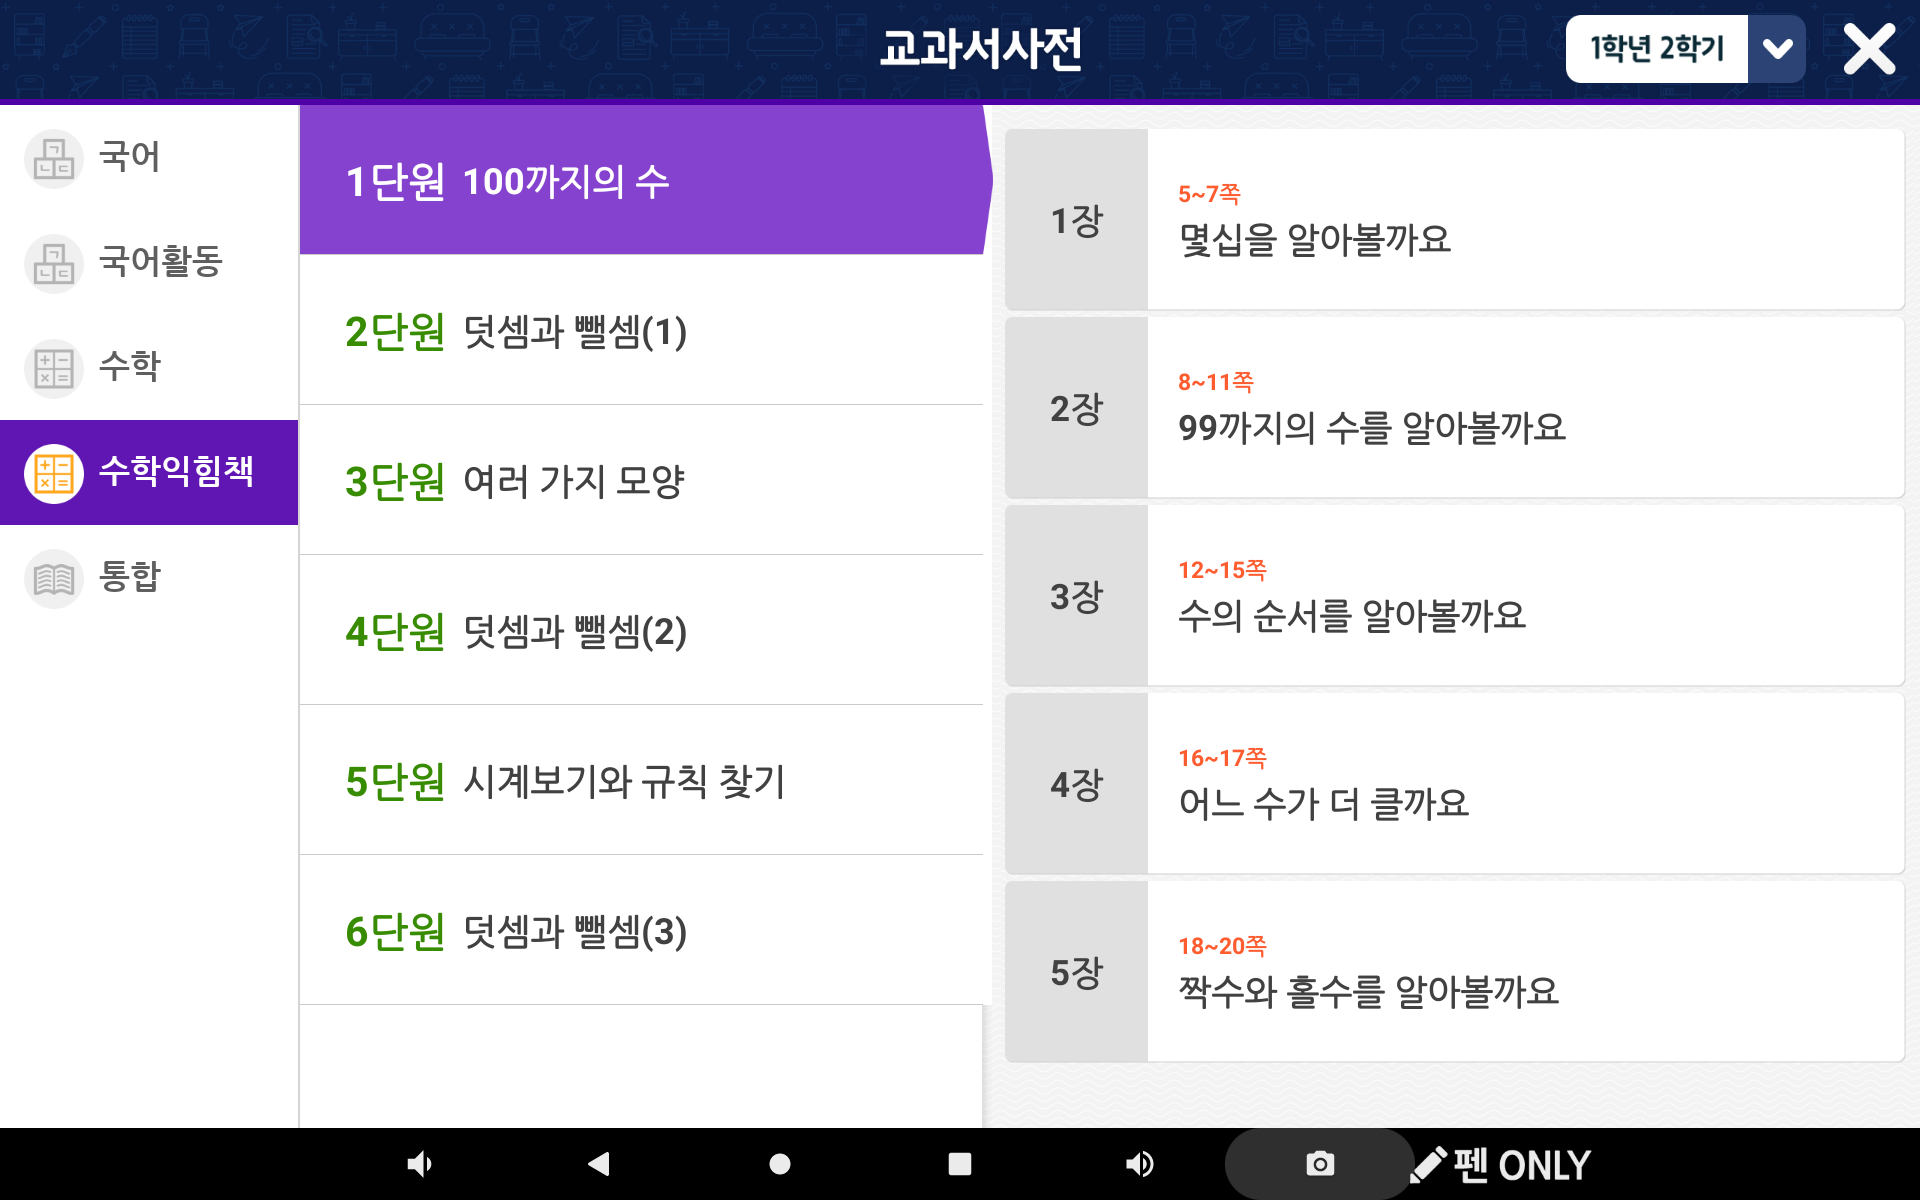 교과서사전
1학년 2학기
국어
국어활동
수학
수학익힘책
통합
1단원 100까지의 수
2단원 덧셈과 뺄셈(1)
3단원 여러 가지 모양
4단원 덧셈과 뺄셈(2)
5단원 시계보기와 규칙 찾기
6단원 덧셈과 뺄셈(3)
1장
5~7쪽
몇십을 알아볼까요
2장
8~11쪽
99까지의 수를 알아볼까요
3장
12~15쪽
수의 순서를 알아볼까요
4장
16~17쪽
어느 수가 더 클까요
5장
18~20쪽
짝수와 홀수를 알아볼까요
펜 ONLY